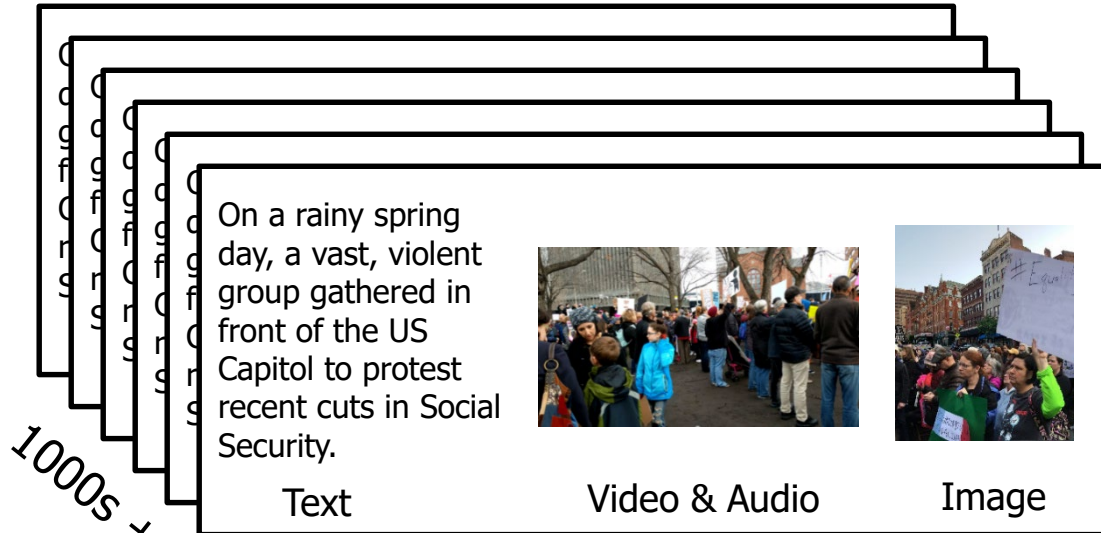 On a rainy spring
day, a vast, violent
group gathered in
front of the US
Capitol to protest
recent cuts in Social
Security.
Text
Video & Audio
Image
1000s